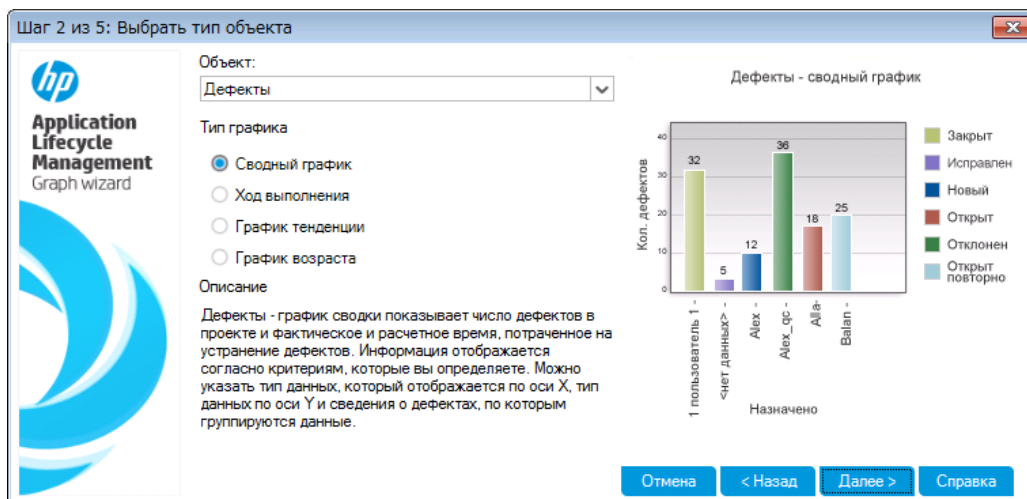 Шаг 2 из 5: Выбрать тип объекта
hp
Application
Lifecycle
Management
Graph wizard
Объект:
Дефекты
Тип графика
Сводный график
Ход выполнения
График тенденции
График возраста
Описание
Дефекты - график сводки показывает число дефектов в
проекте и фактическое и расчетное время, потраченное на
устранение дефектов. Информация отображается
согласно критериям, которые вы определяете. Можно
указать тип данных, который отображается по оси X, тип
данных по оси Y и сведения о дефектах, по которым
группируются данные.
Дефекты - сводный график
Кол. дефектов
40
30
20
10
0
32
5
12
36
18
25
1 пользователь 1 -
<нет данных> -
Alex -
Alex_qc -
Alla-
Balan -
Назначено
Закрыт
Исправлен
Новый
Открыт
Отклонен
Открыт
повторно
Отмена
< Назад
Далее >
Справка